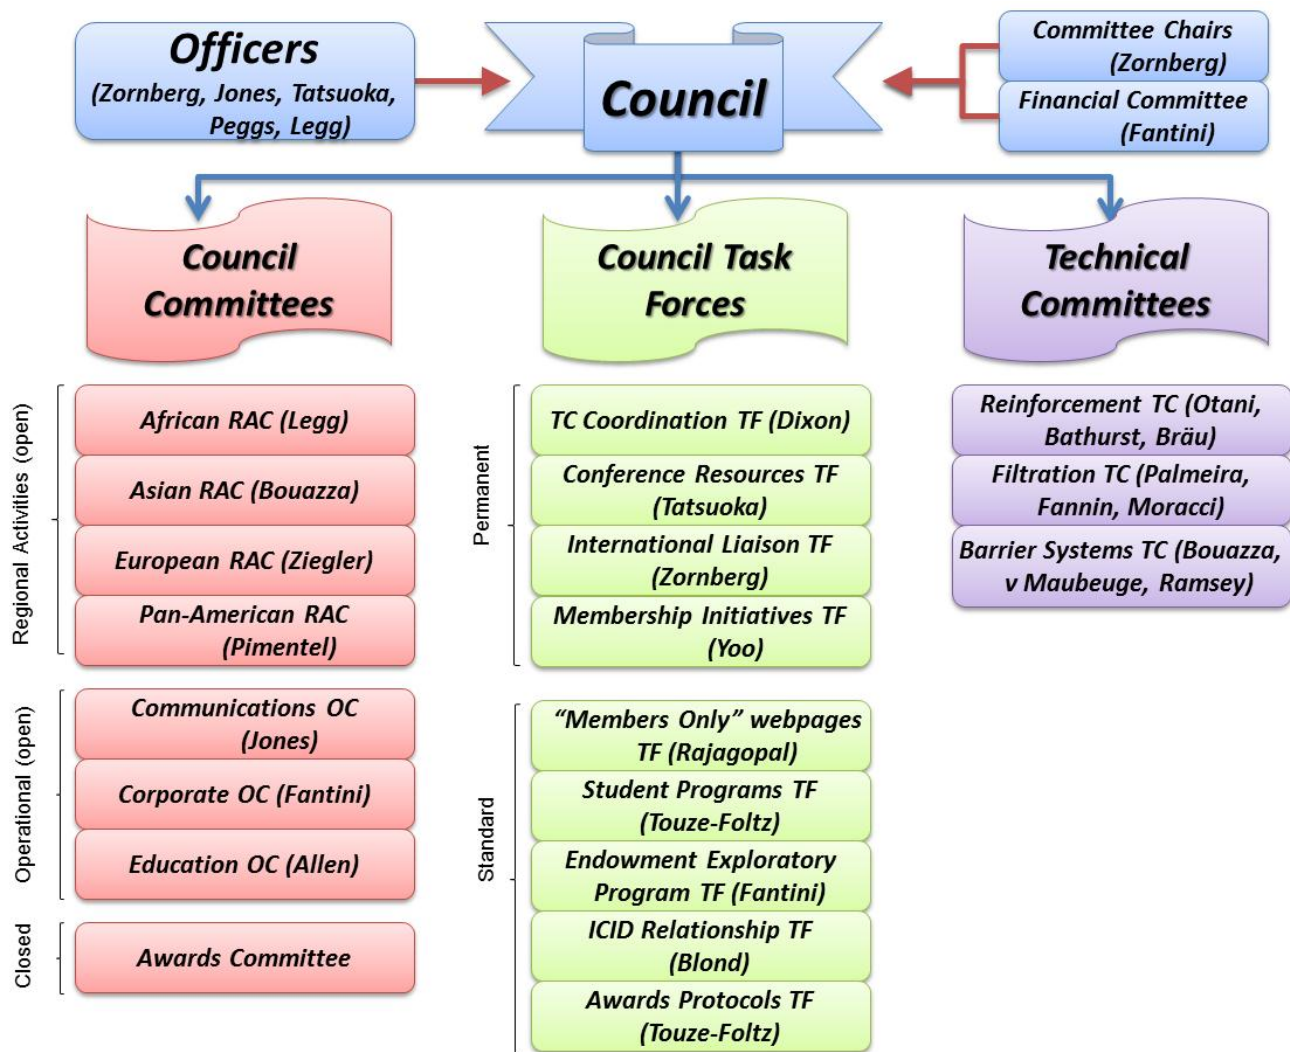 Officers
(Zornberg, Jones, Tatsuoka,
Peggs, Legg)
Council
Committee Chairs
(Zornberg)
Financial Committee
(Fantini)
Council
Committees
Regional Activities (open)
African RAC (Legg)
Asian RAC (Bouazza)
European RAC (Ziegler)
Pan-American RAC
(Pimentel)
Operational (open)
Communications OC
(Jones)
Corporate OC (Fantini)
Education OC (Allen)
Closed
Awards Committee
Council Task
Forces
Permanent
TC Coordination TF (Dixon)
Conference Resources TF
(Tatsuoka)
International Liaison TF
(Zornberg)
Membership Initiatives TF
(Yoo)
Standard
“Members Only” webpages
TF (Rajagopal)
Student Programs TF
(Touze-Foltz)
Endowment Exploratory
Program TF (Fantini)
ICID Relationship TF
(Blond)
Awards Protocols TF
(Touze-Foltz)
Technical
Committees
Reinforcement TC (Otani,
Bathurst, Bräu)
Filtration TC (Palmeira,
Fannin, Moracci)
Barrier Systems TC (Bouazza,
v Maubeuge, Ramsey)